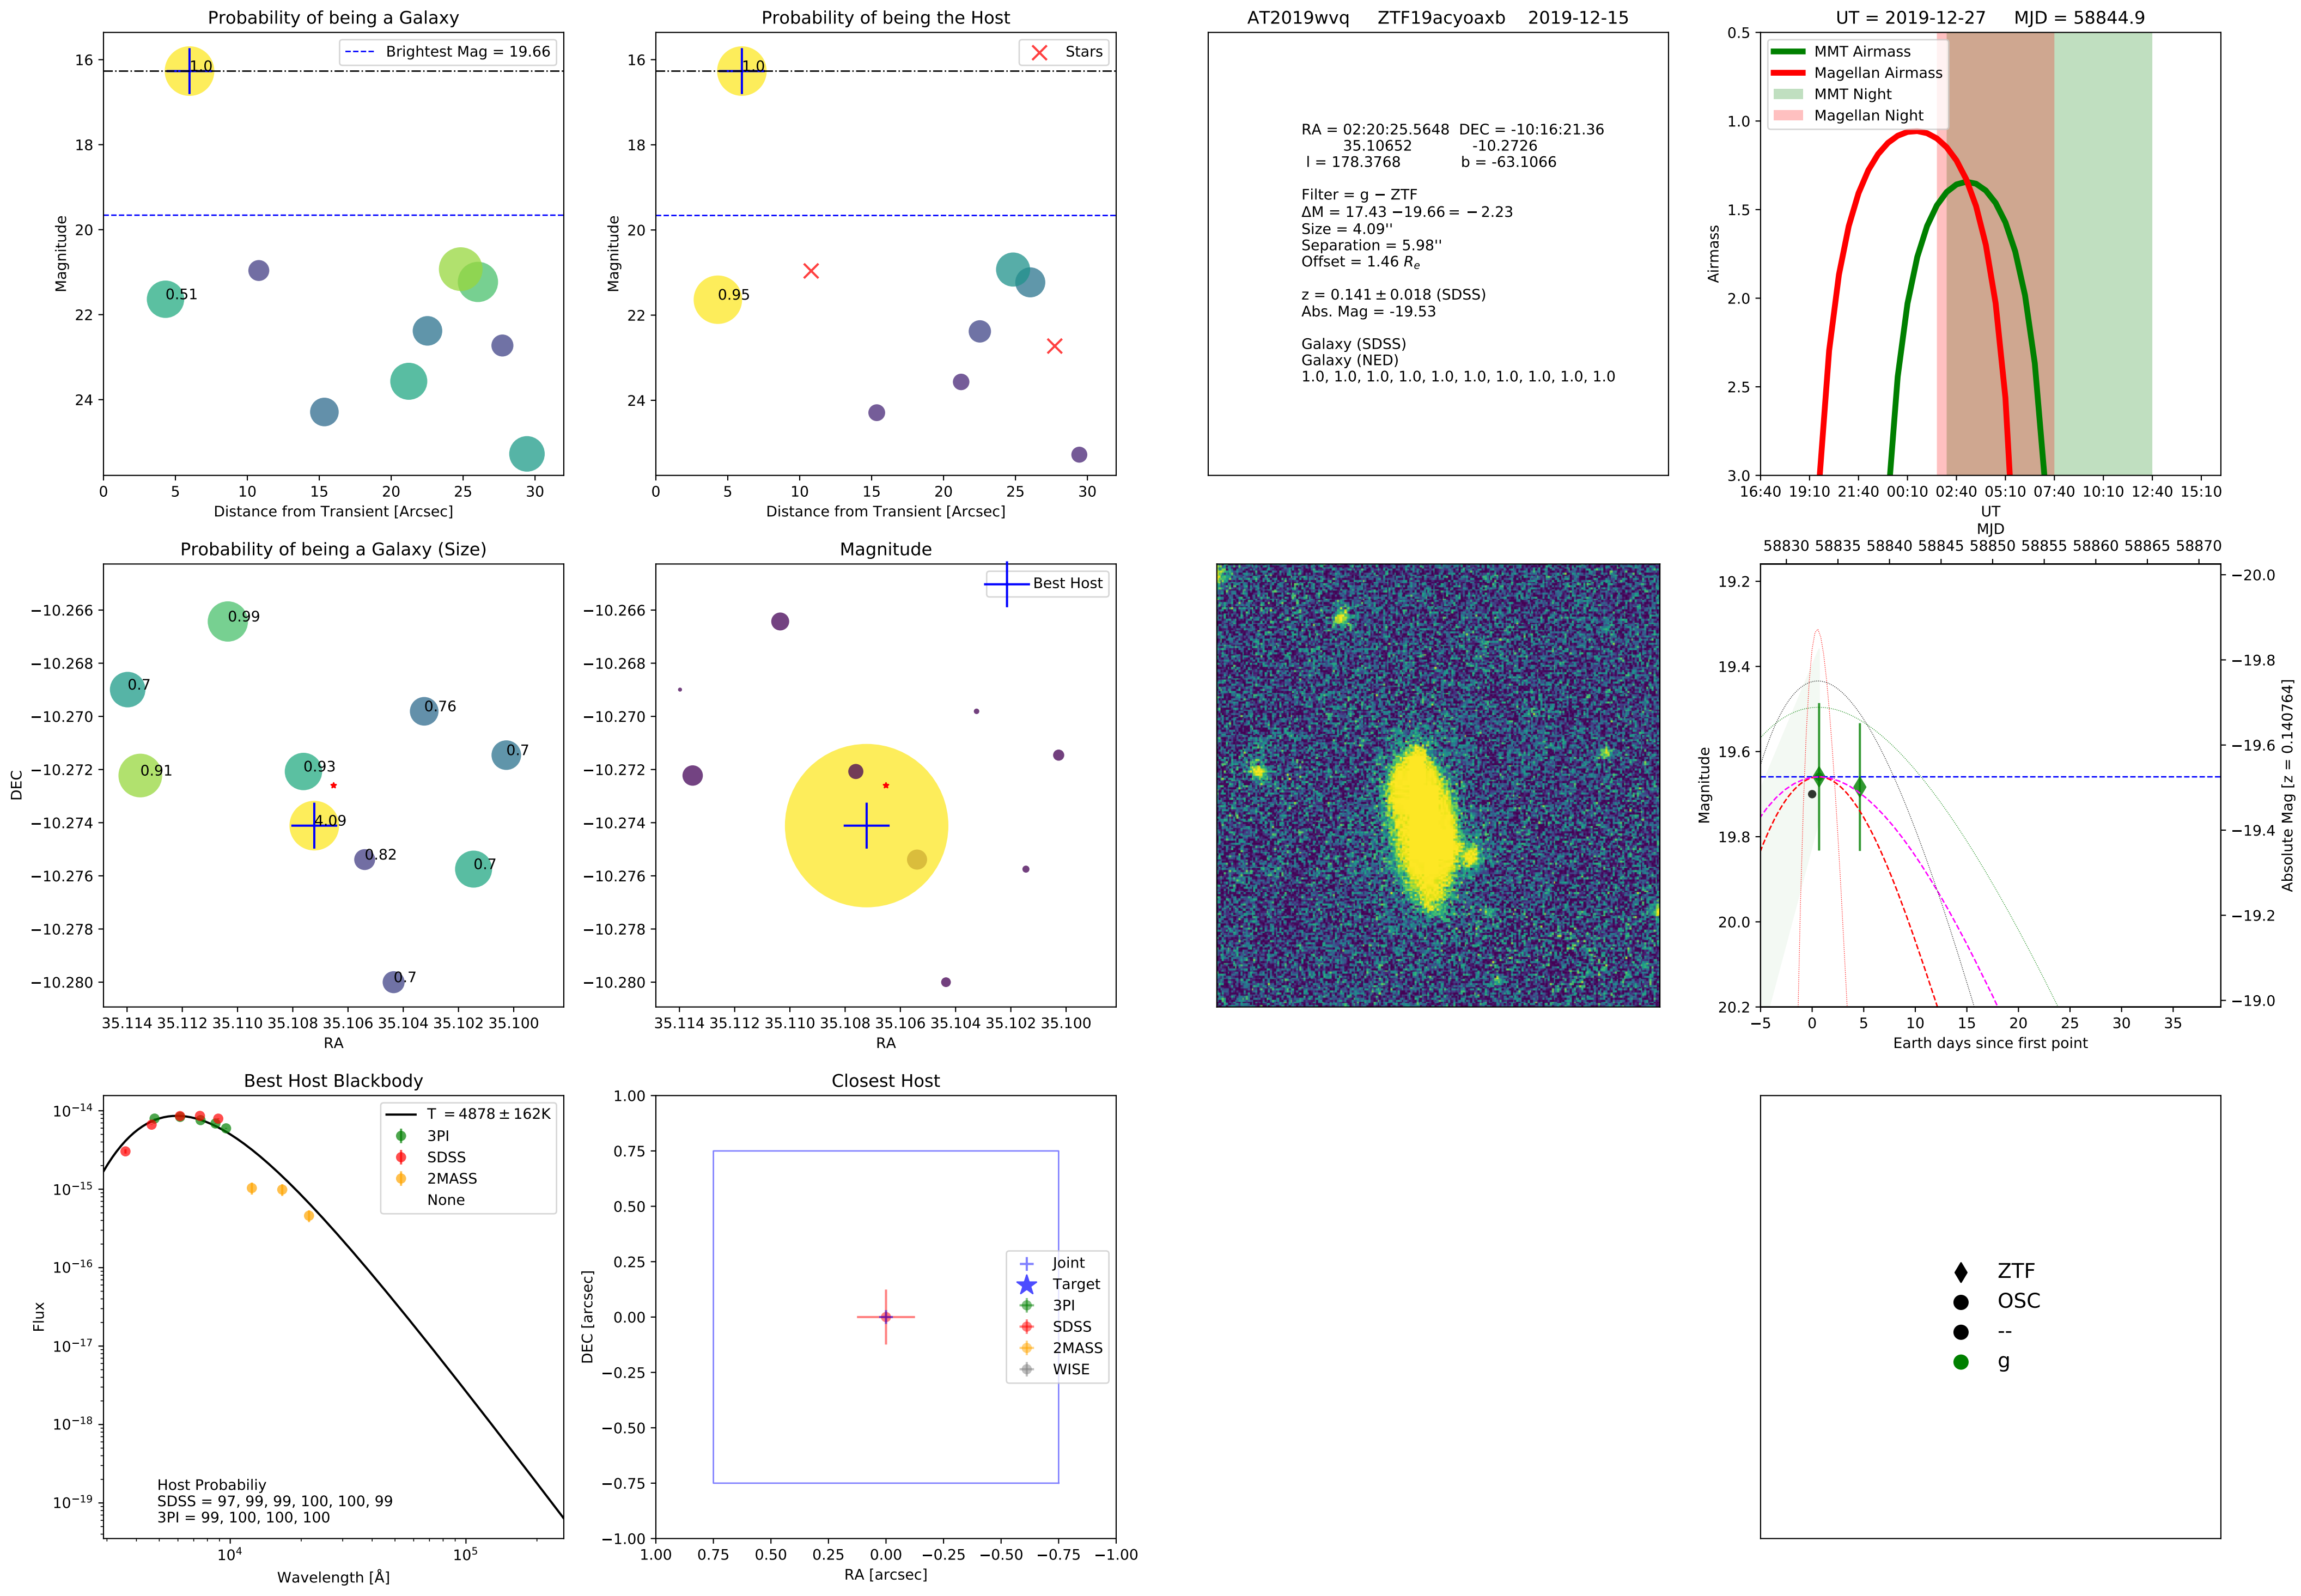 Probability of being a Galaxy
Brightest Mag = 19.66
1.0
0.51
16
18
20
22
24
Magnitude
0 5 10 15 20 25 30
Distance from Transient [Arcsec]
Probability of being the Host
Stars
1.0
0.95
16
18
20
22
24
Magnitude
0 5 10 15 20 25 30
Distance from Transient [Arcsec]
AT2019wvq ZTF19acyoaxb 2019-12-15
RA = 02:20:25.5648 DEC = -10:16:21.36
35.10652 -10.2726
l = 178.3768 b = -63.1066
Filter = g − ZTF
ΔM = 17.43 −19.66 = −2.23
Size = 4.09''
Separation = 5.98''
Offset = 1.46 Re
z = 0.141 ± 0.018 (SDSS)
Abs. Mag = -19.53
Galaxy (SDSS)
Galaxy (NED)
1.0, 1.0, 1.0, 1.0, 1.0, 1.0, 1.0, 1.0, 1.0, 1.0
UT = 2019-12-27 MJD = 58844.9
MMT Airmass
Magellan Airmass
MMT Night
Magellan Night
0.5
1.0
1.5
2.0
2.5
3.0
Airmass
16:40 19:10 21:40 00:10 02:40 05:10 07:40 10:10 12:40 15:10
UT
Probability of being a Galaxy (Size)
0.99
0.7
0.76
0.7
0.91
0.93
4.09
0.82
0.7
0.7
−10.266
−10.268
−10.270
−10.272
−10.274
−10.276
−10.278
−10.280
DEC
35.114 35.112 35.110 35.108 35.106 35.104 35.102 35.100
RA
Magnitude
Best Host
−10.266
−10.268
−10.270
−10.272
−10.274
−10.276
−10.278
−10.280
35.114 35.112 35.110 35.108 35.106 35.104 35.102 35.100
RA
MJD
58830 58835 58840 58845 58850 58855 58860 58865 58870
19.2
19.4
19.6
19.8
20.0
20.2
Magnitude
−20.0
−19.8
−19.6
−19.4
−19.2
−19.0
Absolute Mag [z = 0.140764]
−5 0 5 10 15 20 25 30 35
Earth days since first point
Best Host Blackbody
T = 4878 ± 162K
3PI
SDSS
2MASS
None
10−14
10−15
10−16
10−17
10−18
10−19
Flux
Host Probabiliy
SDSS = 97, 99, 99, 100, 100, 99
3PI = 99, 100, 100, 100
104 105
Wavelength [Å]
Closest Host
Joint
Target
3PI
SDSS
2MASS
WISE
1.00
0.75
0.50
0.25
0.00
−0.25
−0.50
−0.75
−1.00
DEC [arcsec]
1.00 0.75 0.50 0.25 0.00 −0.25 −0.50 −0.75 −1.00
RA [arcsec]
ZTF
OSC
--
g